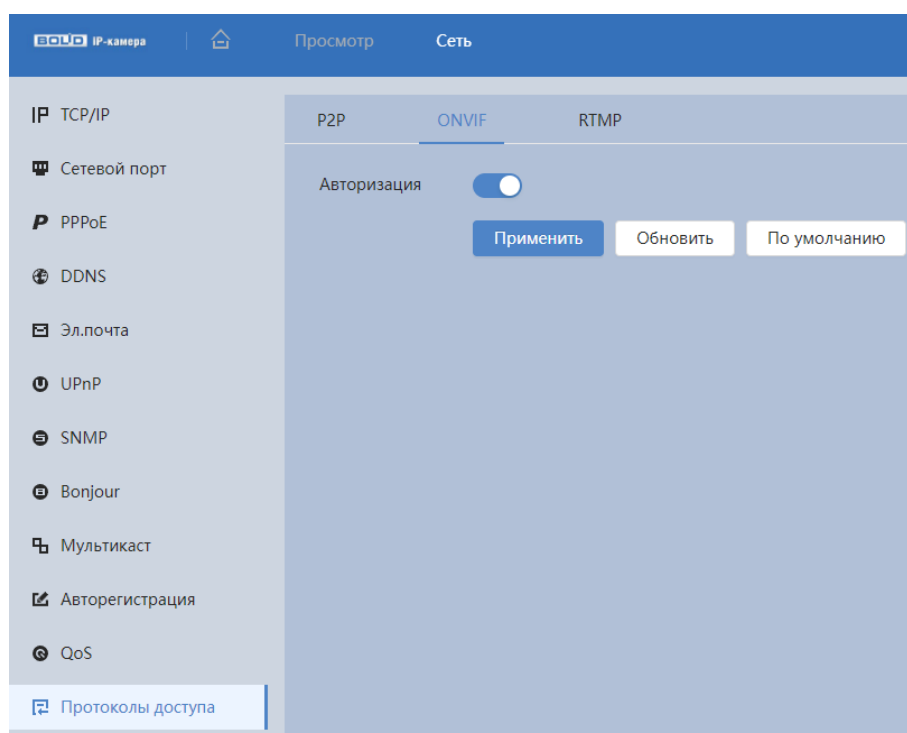 BOLID IP-камера Просмотр Сеть
TCP/IP
Сетевой порт
PPPoE
DDNS
Эл.почта
UPnP
SNMP
Bonjour
Мультикаст
Авторегистрация
QoS
Протоколы доступа
P2P ONVIF RTMP
Авторизация
Применить Обновить По умолчанию